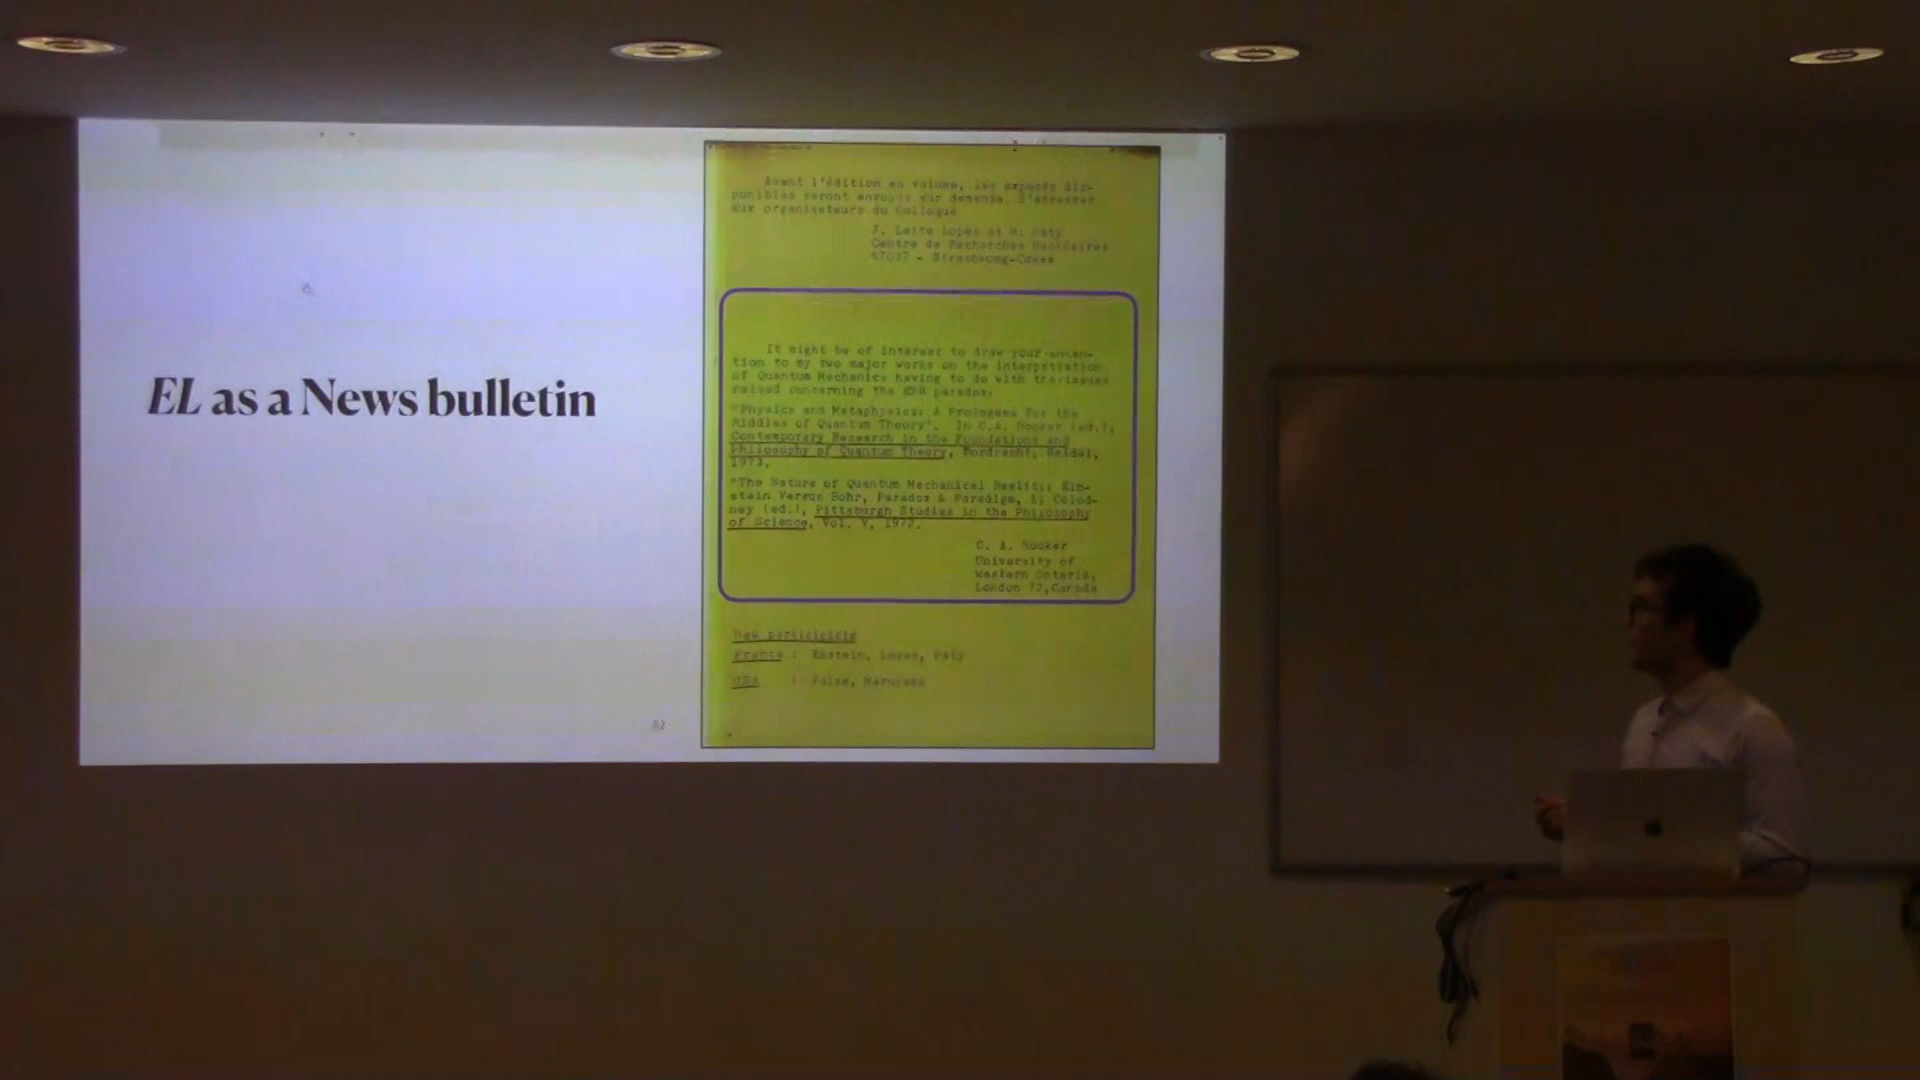 EL as a News bulletin
Avant l'édition en volume, les exposés dis-
ponibles seront envoyés sur demande. S'adresser
aux organisateurs du Colloque
J. Leite Lopes et M. Paty
Centre de Recherches Nucléaires
67037 - Strasbourg-
It might be of interest to draw your atten-
tion to my two major works on the interpretation
of Quantum Mechanics having to do with
raised concerning the EPR paradox:
"Physics and Metaphysics: A Prolegena for the
Riddles of Quantum Theory". In C.A. Hooker (ed.),
Contemporary Research in the Foundations and
Philosophy of Quantum Theory, Dordrecht, Reidel,
1973.
"The Nature of Quantum Mechanical Reality: Ein-
stein Versus Bohr, Paradox & Paradigm, Colod-
ney (ed.), Pittsburgh Studies in the Philosophy
of Science, Vol. V, 1972.
C. A. Hooker
University of
Western Ontario,
London 72, Canada
New participants
France : Ekstein, Lopes, Paty
USA : Folse, Maruyama
82